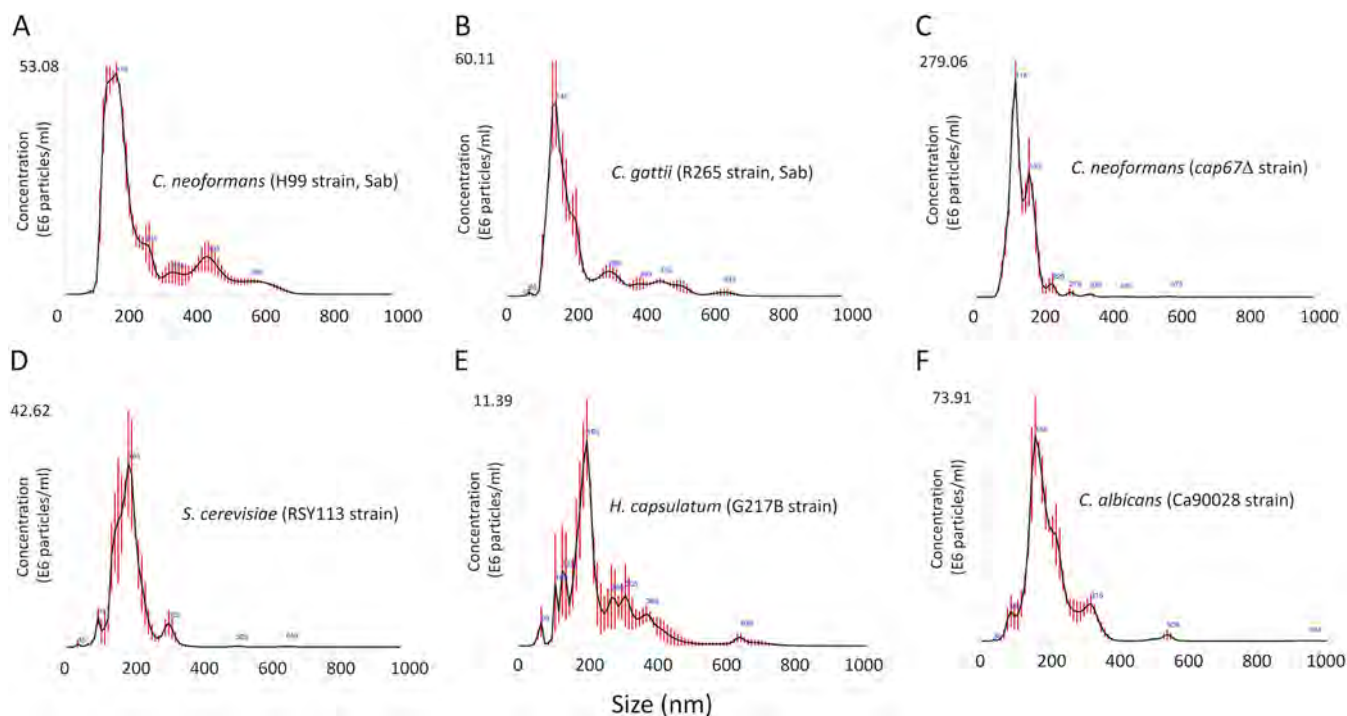 A
53.08
Concentration
(E6 particles/ml)
C. neoformans (H99 strain, Sab)
0 200 400 600 800 1000
B
60.11
Concentration
(E6 particles/ml)
C. gattii (R265 strain, Sab)
0 200 400 600 800 1000
C
279.06
Concentration
(E6 particles/ml)
C. neoformans (cap67Δ strain)
0 200 400 600 800 1000
D
42.62
Concentration
(E6 particles/ml)
S. cerevisiae (RSY113 strain)
0 200 400 600 800 1000
E
11.39
Concentration
(E6 particles/ml)
H. capsulatum (G217B strain)
0 200 400 600 800 1000
Size (nm)
F
73.91
Concentration
(E6 particles/ml)
C. albicans (Ca90028 strain)
0 200 400 600 800 1000